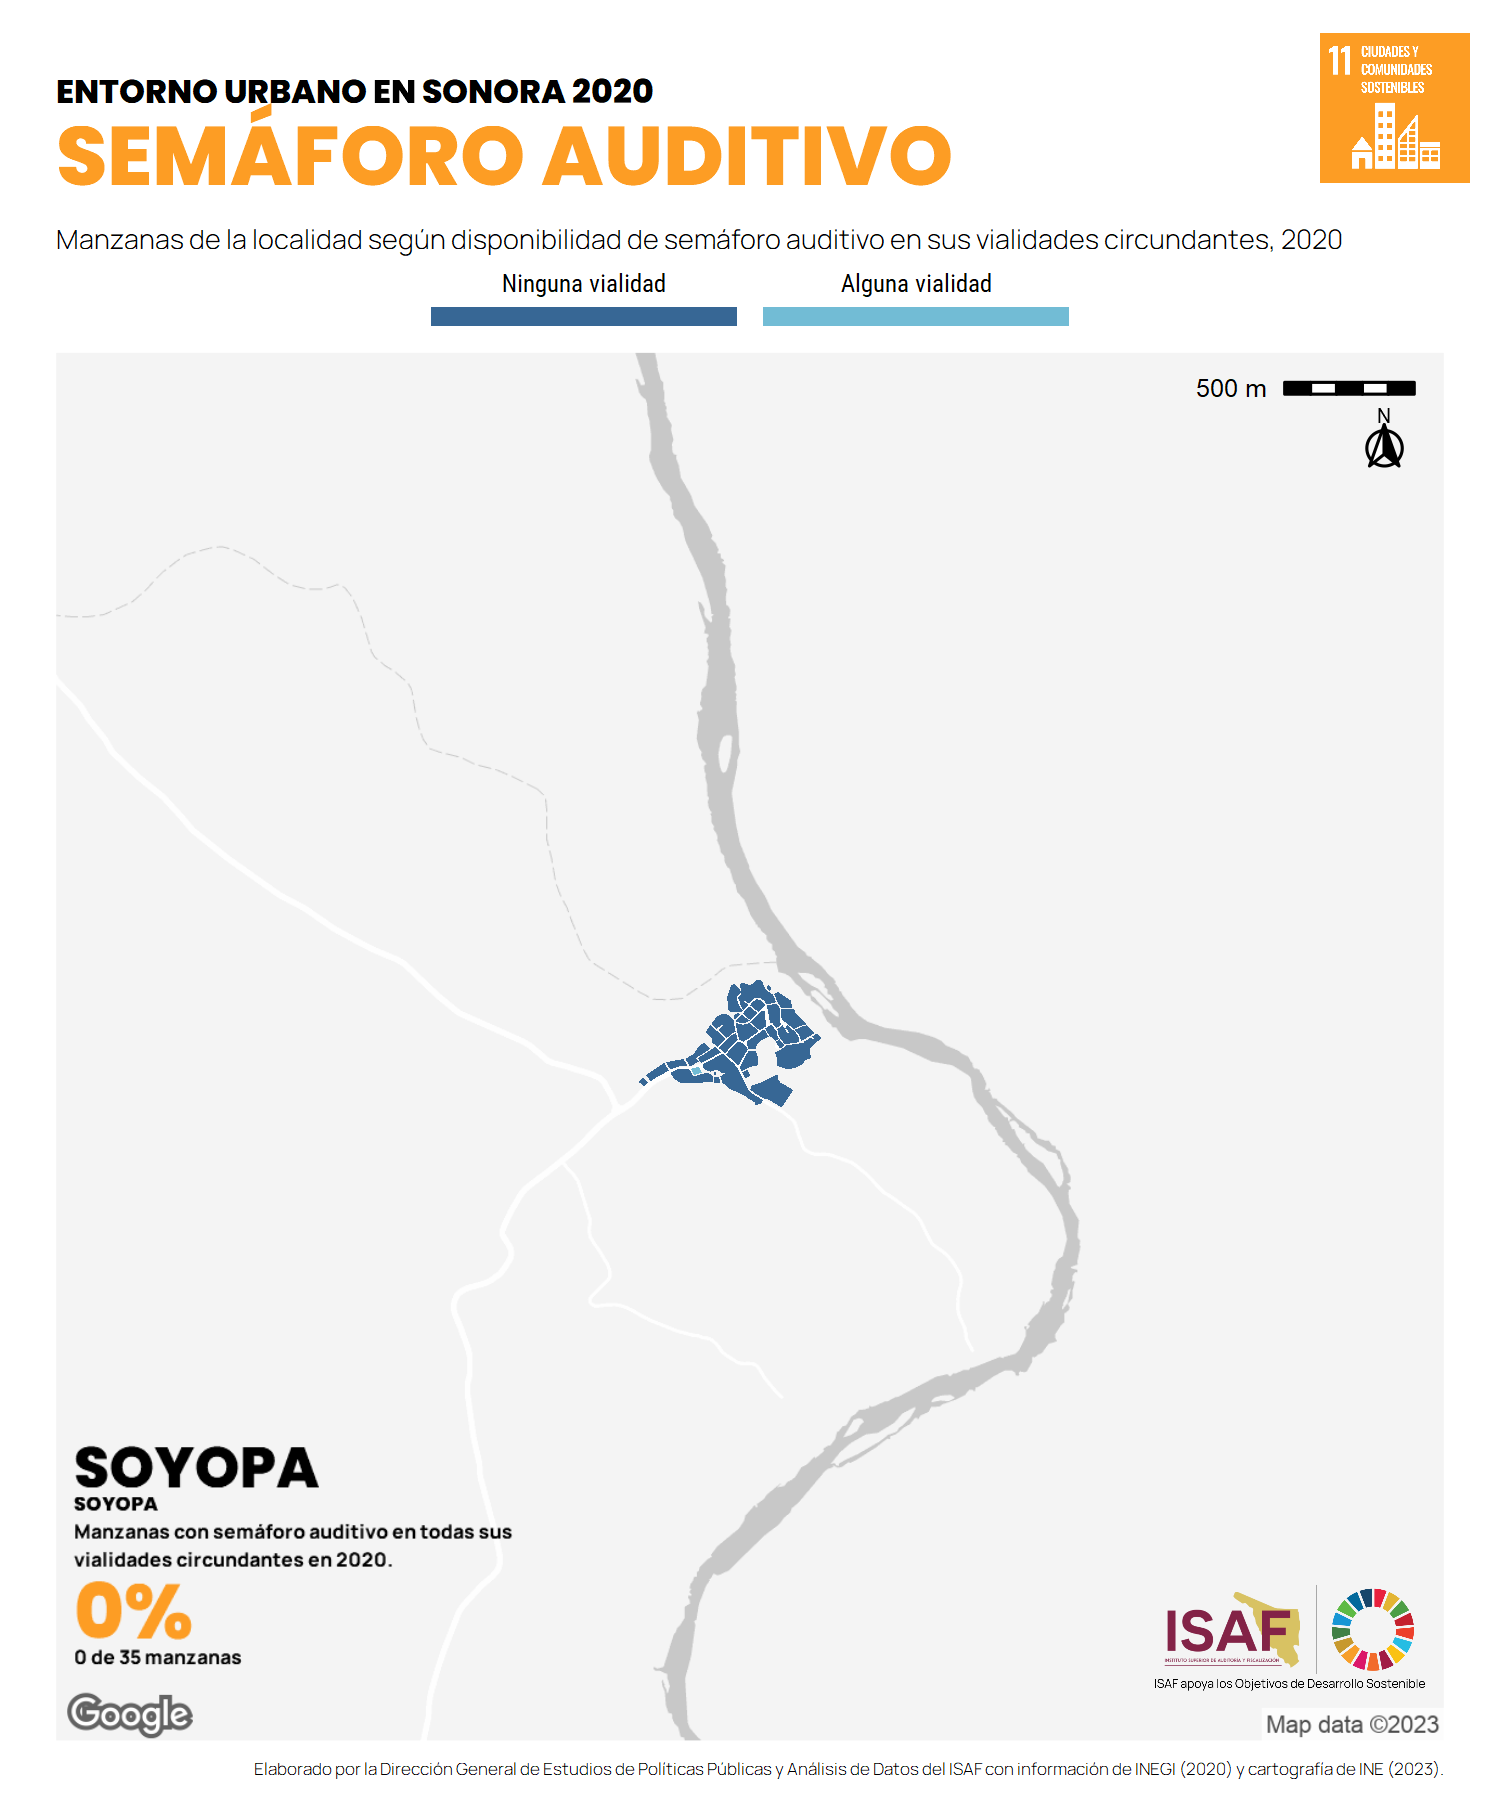 ENTORNO URBANO EN SONORA 2020
SEMÁFORO AUDITIVO
11 CIUDADES Y
COMUNIDADES
SOSTENIBLES
Manzanas de la localidad según disponibilidad de semáforo auditivo en sus vialidades circundantes, 2020
Ninguna vialidad
Alguna vialidad
500 m
N
SOYOPA
SOYOPA
Manzanas con semáforo auditivo en todas sus
vialidades circundantes en 2020.
0%
0 de 35 manzanas
ISAF
INSTITUTO SUPERIOR DE AUDITORÍA Y FISCALIZACIÓN
ISAF apoya los Objetivos de Desarrollo Sostenible
Google
Map data ©2023
Elaborado por la Dirección General de Estudios de Políticas Públicas y Análisis de Datos del ISAF con información de INEGI (2020) y cartografía de INE (2023).